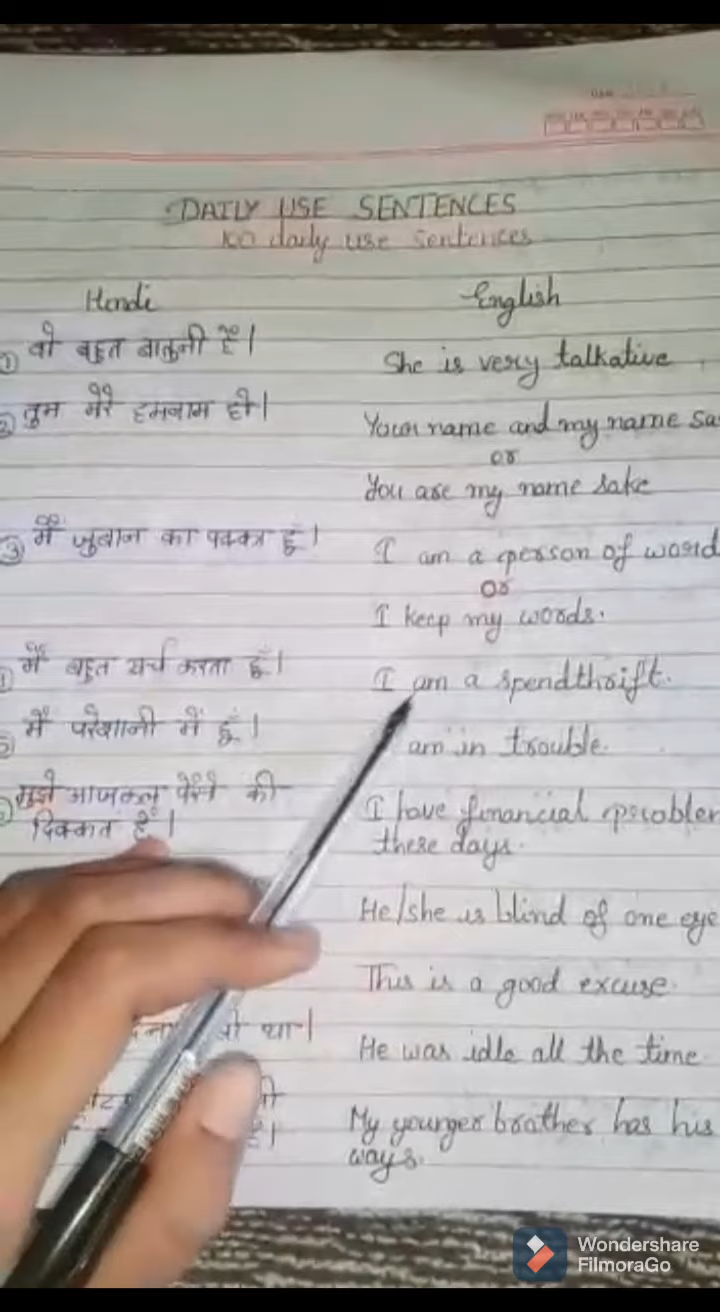 DAILY USE SENTENCES
100 daily use sentences
Hindi English
① वो बहुत बातुनी है। She is very talkative
② तुम मेरे हमनाम हो। Your name and my name sa
or
You are my name sake
③ मैं जुबान का पक्का हूं। I am a person of word
or
I keep my words.
मैं बहुत खर्च करता हूँ। I am a spendthrift.
मैं परेशानी में हूं। am in trouble.
मुझे आजकल पैसे की I have financial problem
दिक्कत है। these days.
He/she is blind of one eye
This is a good excuse.
था। He was idle all the time
My younger brother has his
ways.
Wondershare
FilmoraGo